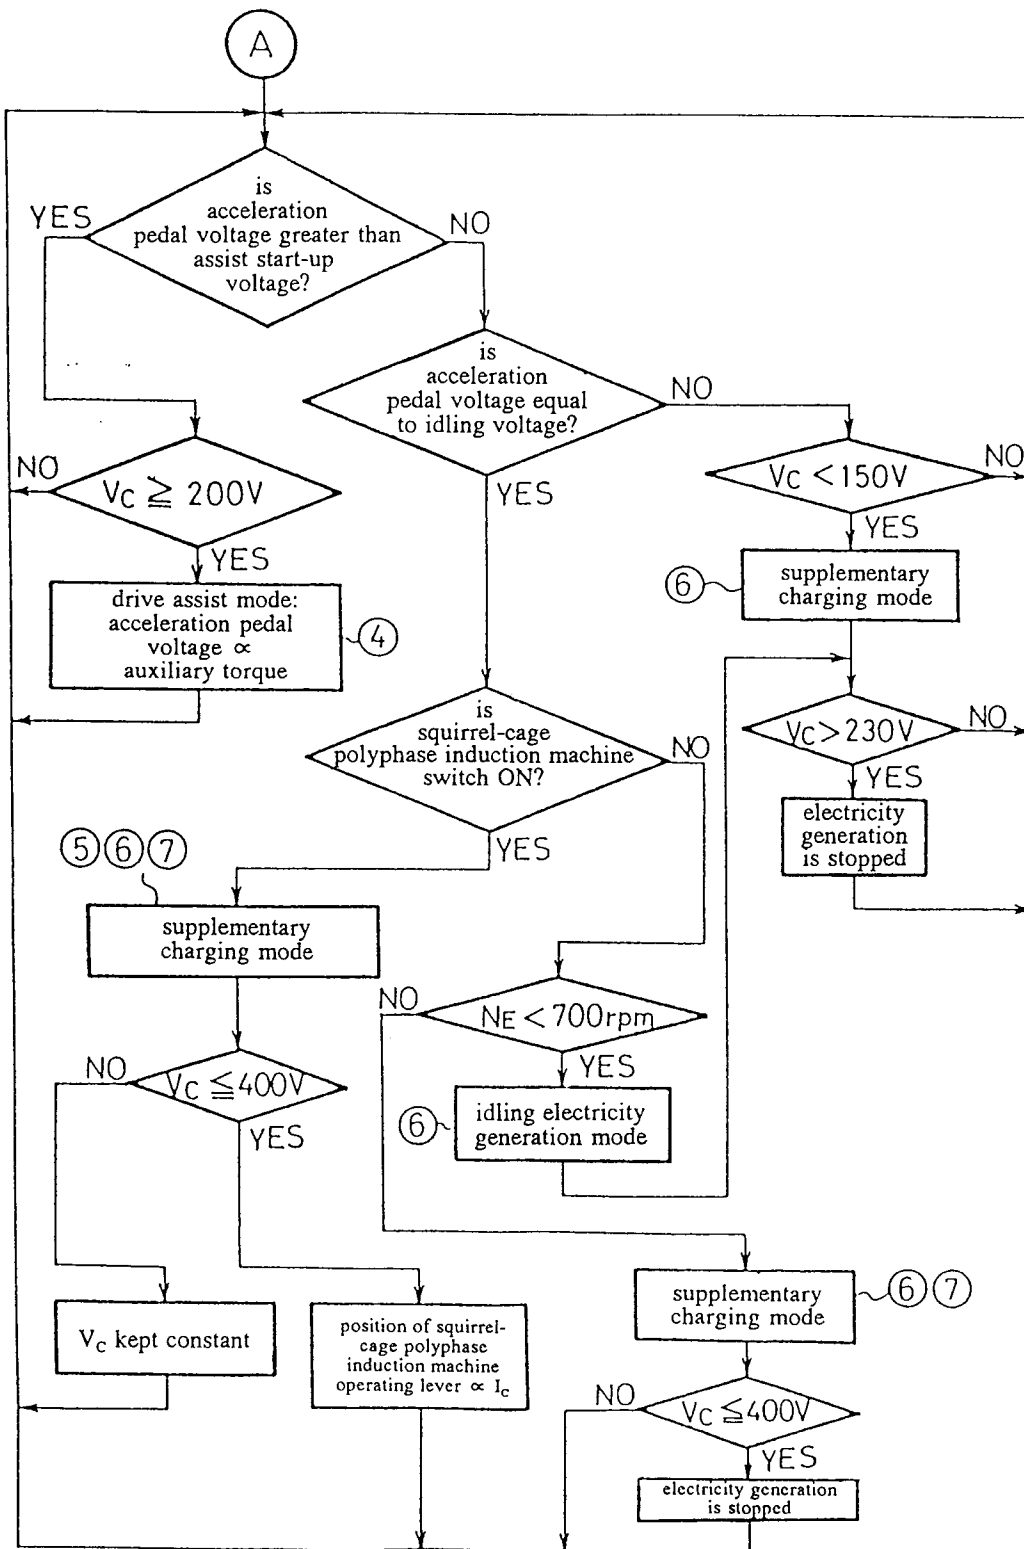 A
is
acceleration
pedal voltage greater than
assist start-up
voltage?
YES
NO
is
acceleration
pedal voltage equal
to idling voltage?
NO
YES
VC ≧ 200V
NO
YES
drive assist mode:
acceleration pedal
voltage ∝
auxiliary torque
④
VC < 150V
NO
YES
supplementary
charging mode
⑥
VC > 230V
NO
YES
electricity
generation
is stopped
is
squirrel-cage
polyphase induction machine
switch ON?
NO
YES
⑤ ⑥ ⑦
supplementary
charging mode
VC ≦ 400V
NO
YES
NE < 700rpm
NO
YES
idling electricity
generation mode
⑥
VC kept constant
position of squirrel-
cage polyphase
induction machine
operating lever ∝ Ic
supplementary
charging mode
⑥ ⑦
VC ≦ 400V
NO
YES
electricity generation
is stopped